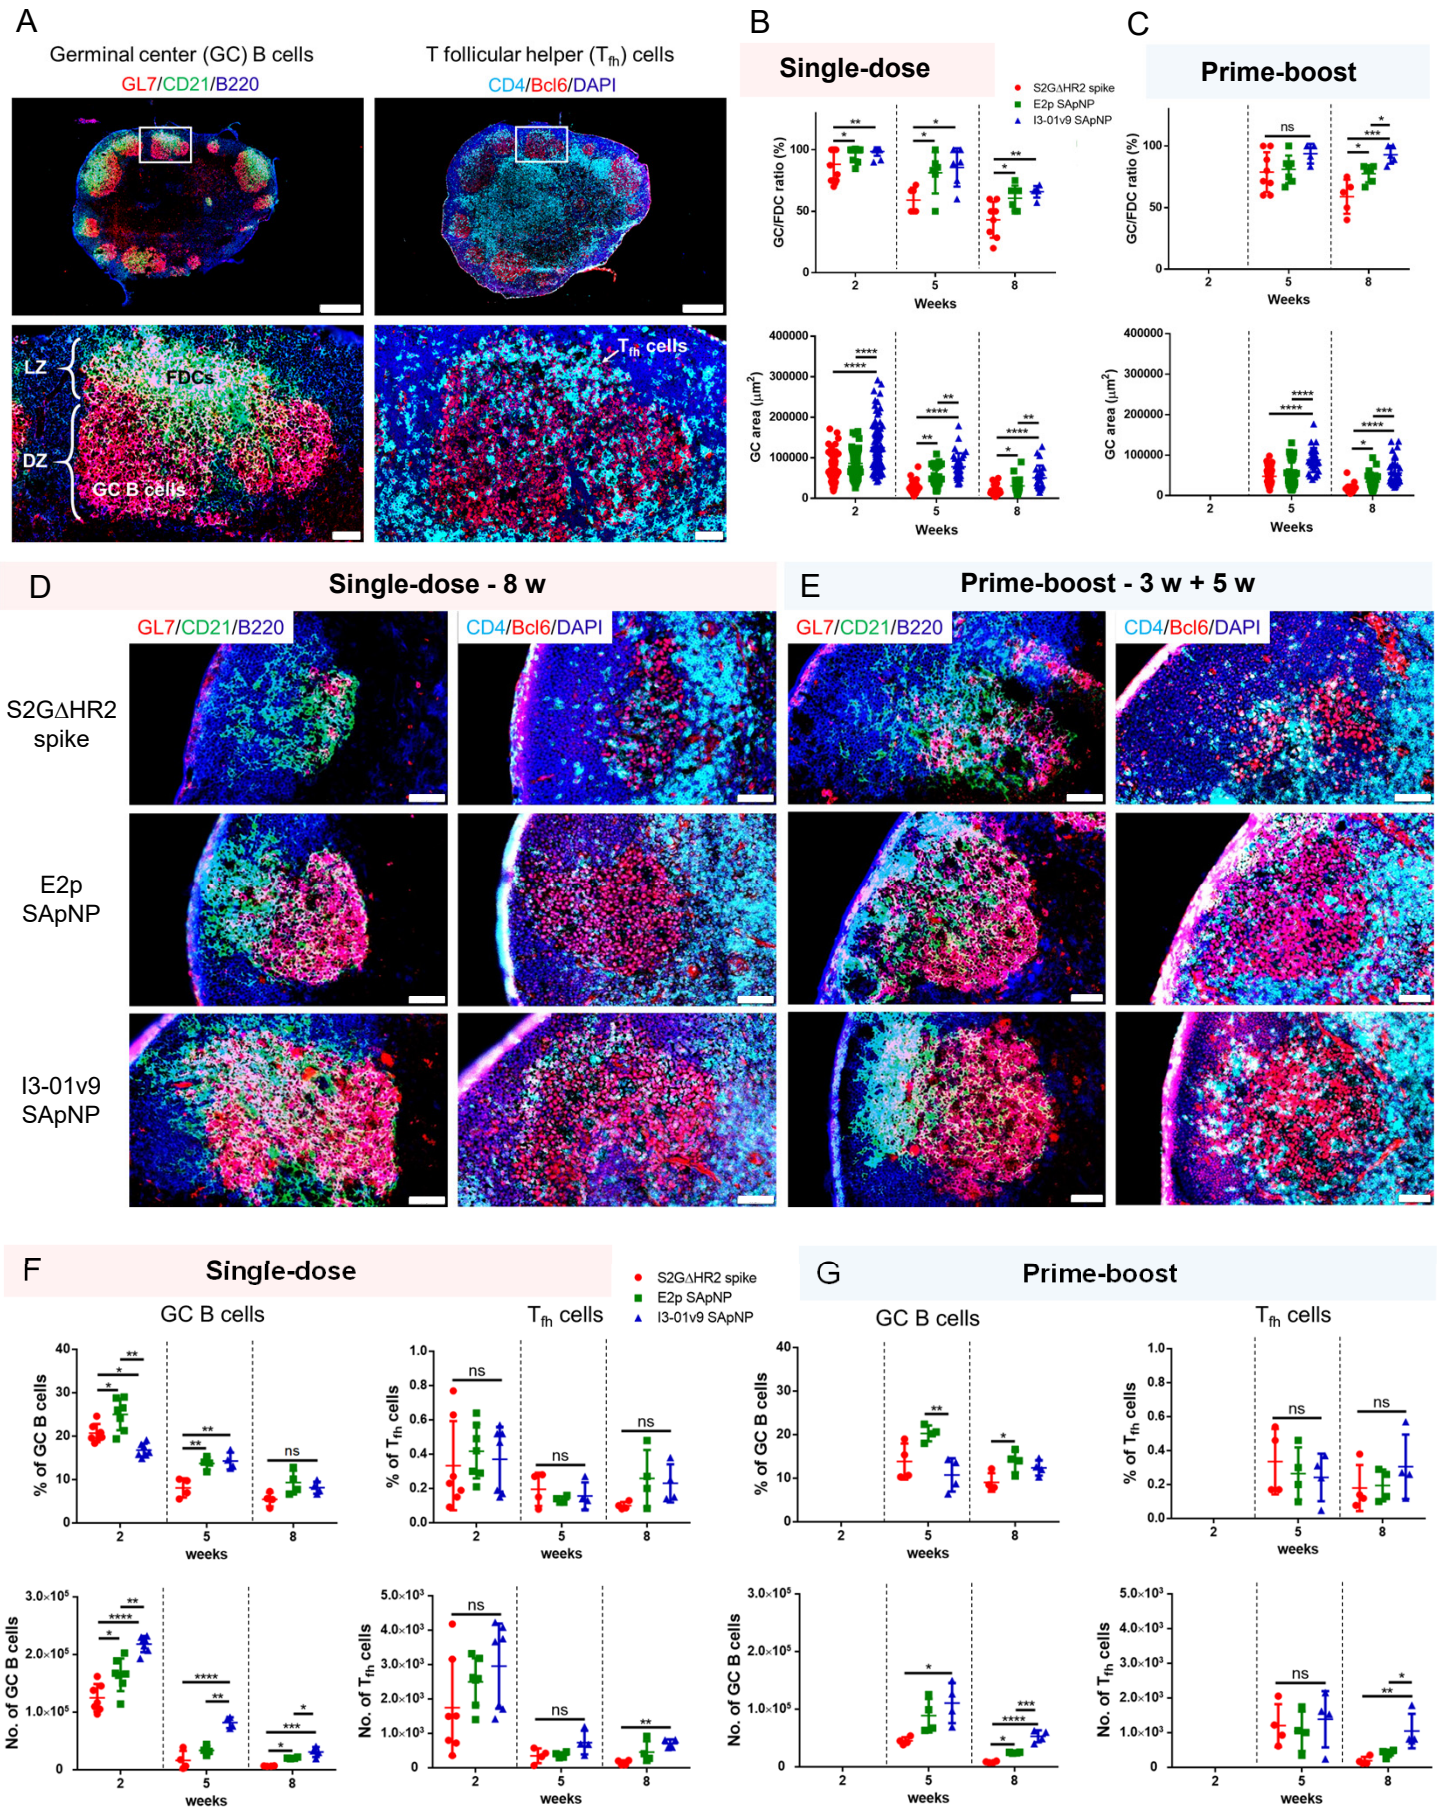 A
Germinal center (GC) B cells
GL7/CD21/B220
T follicular helper (Tfh) cells
CD4/Bcl6/DAPI
LZ
DZ
FDCs
GC B cells
Tfh cells
B
Single-dose
S2GΔHR2 spike
E2p SApNP
I3-01v9 SApNP
GC/FDC ratio (%)
100
50
0
** * * * ** *
2 5 8
Weeks
GC area (µm²)
400000
300000
200000
100000
0
**** **** ** **** ** ** **** *
2 5 8
Weeks
C
Prime-boost
GC/FDC ratio (%)
100
50
0
ns * *** *
2 5 8
Weeks
GC area (µm²)
400000
300000
200000
100000
0
**** **** *** **** *
2 5 8
Weeks
D
Single-dose - 8 w
GL7/CD21/B220
CD4/Bcl6/DAPI
E
Prime-boost - 3 w + 5 w
GL7/CD21/B220
CD4/Bcl6/DAPI
S2GΔHR2
spike
E2p
SApNP
I3-01v9
SApNP
F
Single-dose
S2GΔHR2 spike
E2p SApNP
I3-01v9 SApNP
GC B cells
% of GC B cells
40
30
20
10
0
** * * ** ** ns
2 5 8
weeks
Tfh cells
% of Tfh cells
1.0
0.8
0.6
0.4
0.2
0.0
ns ns ns
2 5 8
weeks
No. of GC B cells
3.0×10⁵
2.0×10⁵
1.0×10⁵
0
** **** * **** ** * *** *
2 5 8
weeks
No. of Tfh cells
5.0×10³
4.0×10³
3.0×10³
2.0×10³
1.0×10³
0
ns ns **
2 5 8
weeks
G
Prime-boost
GC B cells
% of GC B cells
40
30
20
10
0
** *
2 5 8
weeks
Tfh cells
% of Tfh cells
1.0
0.8
0.6
0.4
0.2
0.0
ns ns
2 5 8
weeks
No. of GC B cells
3.0×10⁵
2.0×10⁵
1.0×10⁵
0
* *** **** *
2 5 8
weeks
No. of Tfh cells
5.0×10³
4.0×10³
3.0×10³
2.0×10³
1.0×10³
0
ns * **
2 5 8
weeks